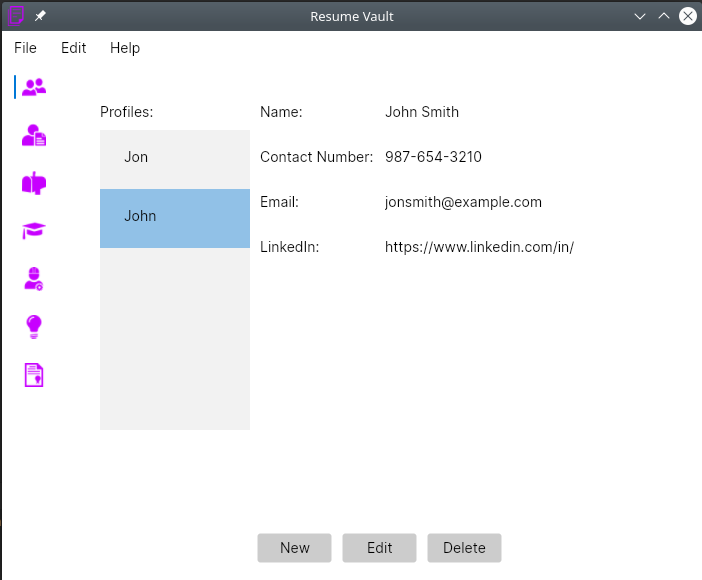 Resume Vault
File Edit Help
Profiles:
Jon
John
Name: John Smith
Contact Number: 987-654-3210
Email: jonsmith@example.com
LinkedIn: https://www.linkedin.com/in/
New Edit Delete